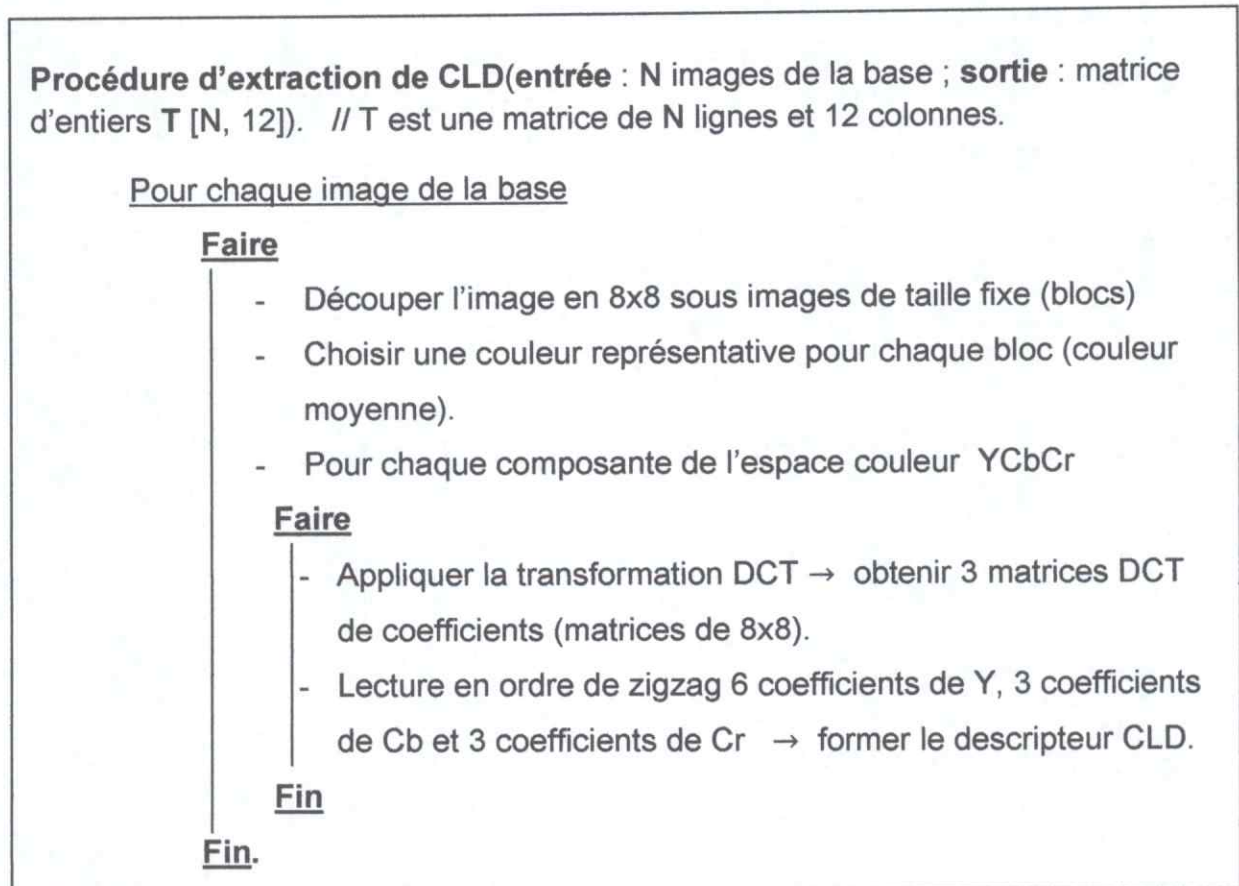 Procédure d'extraction de CLD(entrée : N images de la base ; sortie : matrice
d'entiers T [N, 12]). // T est une matrice de N lignes et 12 colonnes.
Pour chaque image de la base
Faire
- Découper l'image en 8x8 sous images de taille fixe (blocs)
- Choisir une couleur représentative pour chaque bloc (couleur
moyenne).
- Pour chaque composante de l'espace couleur YCbCr
Faire
- Appliquer la transformation DCT → obtenir 3 matrices DCT
de coefficients (matrices de 8x8).
- Lecture en ordre de zigzag 6 coefficients de Y, 3 coefficients
de Cb et 3 coefficients de Cr → former le descripteur CLD.
Fin
Fin.